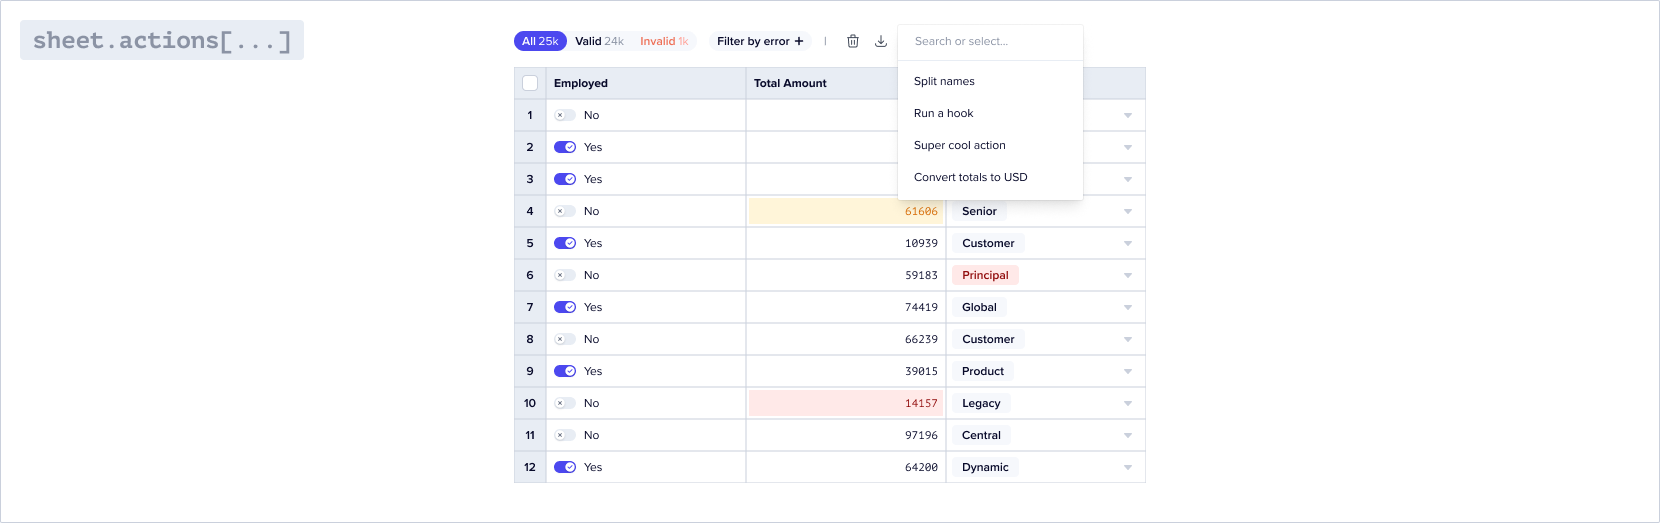 sheet.actions[...]
All 25k Valid 24k Invalid 1k Filter by error + Search or select...
Split names
Run a hook
Super cool action
Convert totals to USD
Employed Total Amount
1 No
2 Yes
3 Yes
4 No 61606 Senior
5 Yes 10939 Customer
6 No 59183 Principal
7 Yes 74419 Global
8 No 66239 Customer
9 Yes 39015 Product
10 No 14157 Legacy
11 No 97196 Central
12 Yes 64200 Dynamic